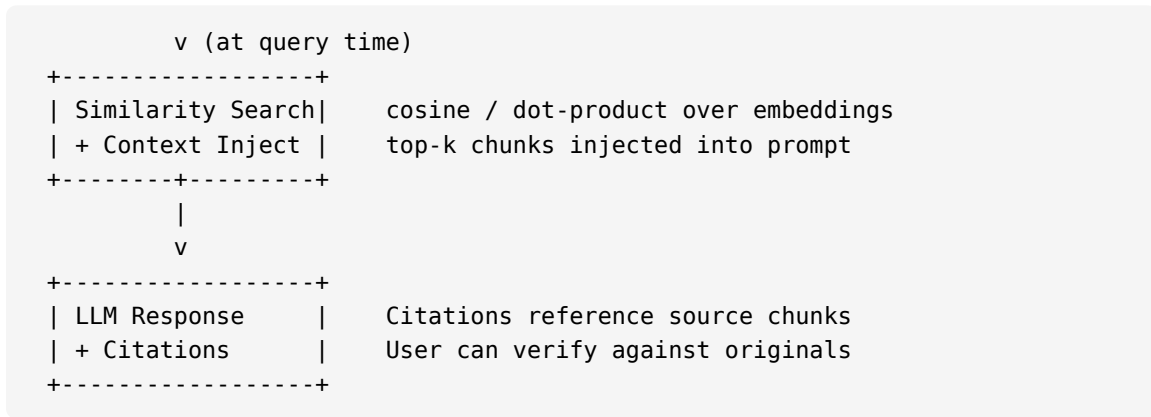 v (at query time)
+------------------+
| Similarity Search|    cosine / dot-product over embeddings
| + Context Inject |    top-k chunks injected into prompt
+--------+---------+
|
v
+------------------+
| LLM Response     |    Citations reference source chunks
| + Citations      |    User can verify against originals
+------------------+